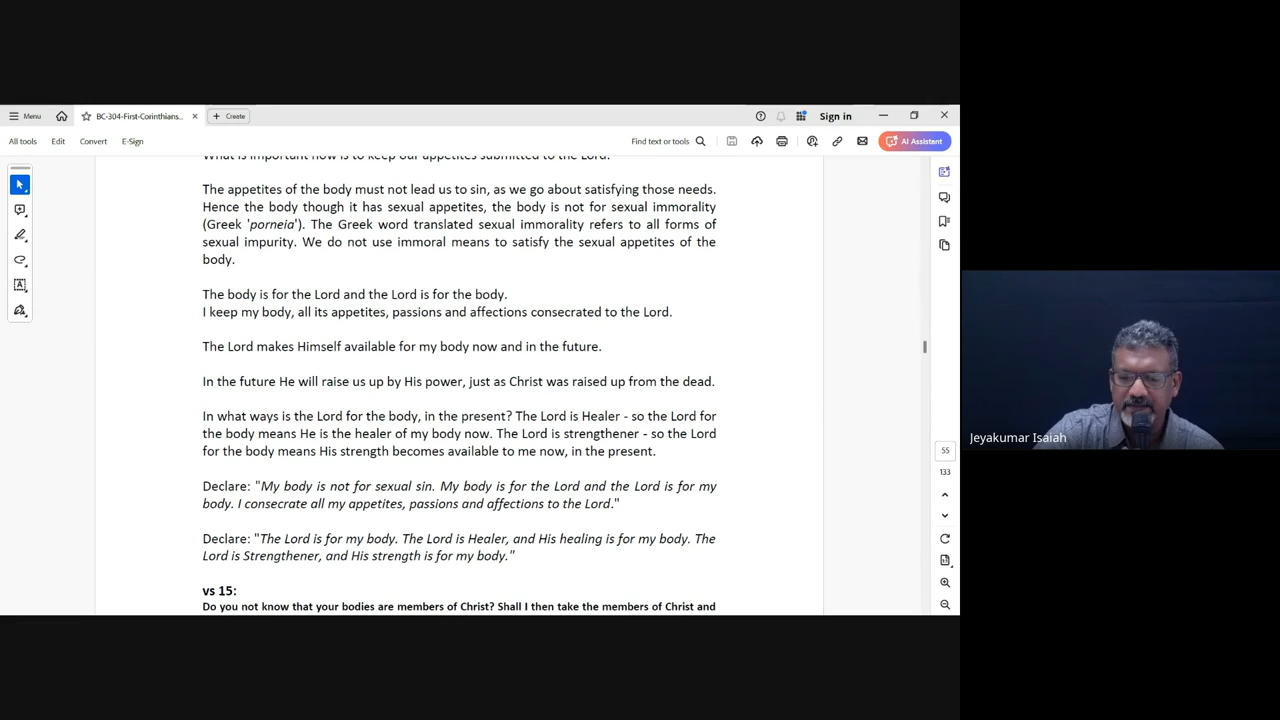 Menu
BC-304-First-Corinthians...
Create
Sign in
All tools
Edit
Convert
E-Sign
Find text or tools
AI Assistant
What is important now is to keep our appetites submitted to the Lord.
The appetites of the body must not lead us to sin, as we go about satisfying those needs.
Hence the body though it has sexual appetites, the body is not for sexual immorality
(Greek 'porneia'). The Greek word translated sexual immorality refers to all forms of
sexual impurity. We do not use immoral means to satisfy the sexual appetites of the
body.
The body is for the Lord and the Lord is for the body.
I keep my body, all its appetites, passions and affections consecrated to the Lord.
The Lord makes Himself available for my body now and in the future.
In the future He will raise us up by His power, just as Christ was raised up from the dead.
In what ways is the Lord for the body, in the present? The Lord is Healer - so the Lord for
the body means He is the healer of my body now. The Lord is strengthener - so the Lord
for the body means His strength becomes available to me now, in the present.
Declare: "My body is not for sexual sin. My body is for the Lord and the Lord is for my
body. I consecrate all my appetites, passions and affections to the Lord."
Declare: "The Lord is for my body. The Lord is Healer, and His healing is for my body. The
Lord is Strengthener, and His strength is for my body."
vs 15:
Do you not know that your bodies are members of Christ? Shall I then take the members of Christ and
55
133
Jeyakumar Isaiah